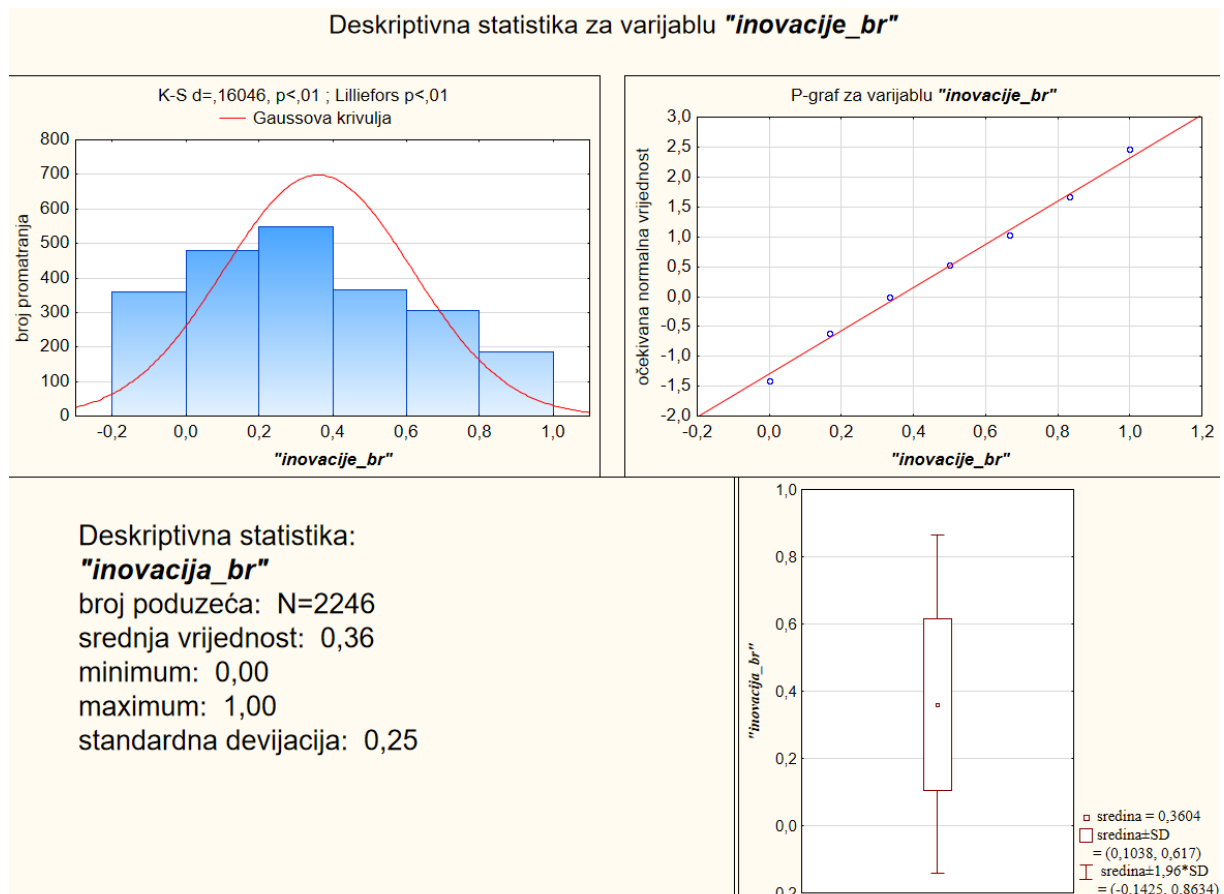 Deskriptivna statistika za varijablu "inovacije_br"
K-S d=,16046, p<,01 ; Lilliefors p<,01
Gaussova krivulja
broj promatranja
800
700
600
500
400
300
200
100
0
-0,2 0,0 0,2 0,4 0,6 0,8 1,0
"inovacije_br"
P-graf za varijablu "inovacije_br"
očekivana normalna vrijednost
3,0
2,5
2,0
1,5
1,0
0,5
0,0
-0,5
-1,0
-1,5
-2,0
-0,2 0,0 0,2 0,4 0,6 0,8 1,0 1,2
"inovacije_br"
Deskriptivna statistika:
"inovacija_br"
broj poduzeća: N=2246
srednja vrijednost: 0,36
minimum: 0,00
maximum: 1,00
standardna devijacija: 0,25
"inovacija_br"
1,0
0,8
0,6
0,4
0,2
0,0
sredina = 0,3604
sredina±SD
= (0,1038, 0,617)
sredina±1,96*SD
= (-0,1425, 0,8634)